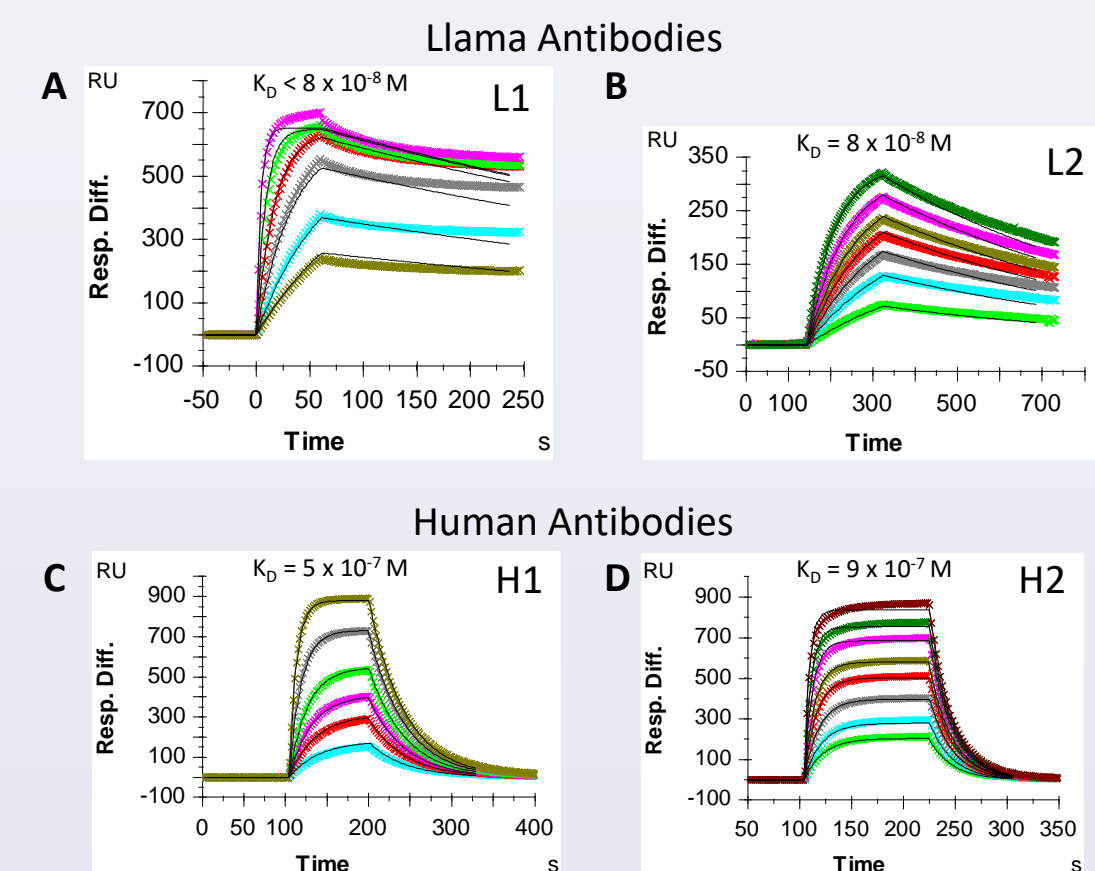 Llama Antibodies
A
RU
K_D < 8 x 10⁻⁸ M
L1
700
500
300
100
-100
Resp. Diff.
-50 0 50 100 150 200 250
Time
s
B
RU
K_D = 8 x 10⁻⁸ M
L2
350
250
150
50
-50
Resp. Diff.
0 100 300 500 700
Time
Human Antibodies
C
RU
K_D = 5 x 10⁻⁷ M
H1
900
700
500
300
100
-100
Resp. Diff.
0 50 100 200 300 400
Time
s
D
RU
K_D = 9 x 10⁻⁷ M
H2
900
700
500
300
100
-100
Resp. Diff.
50 100 150 200 250 300 350
Time
s